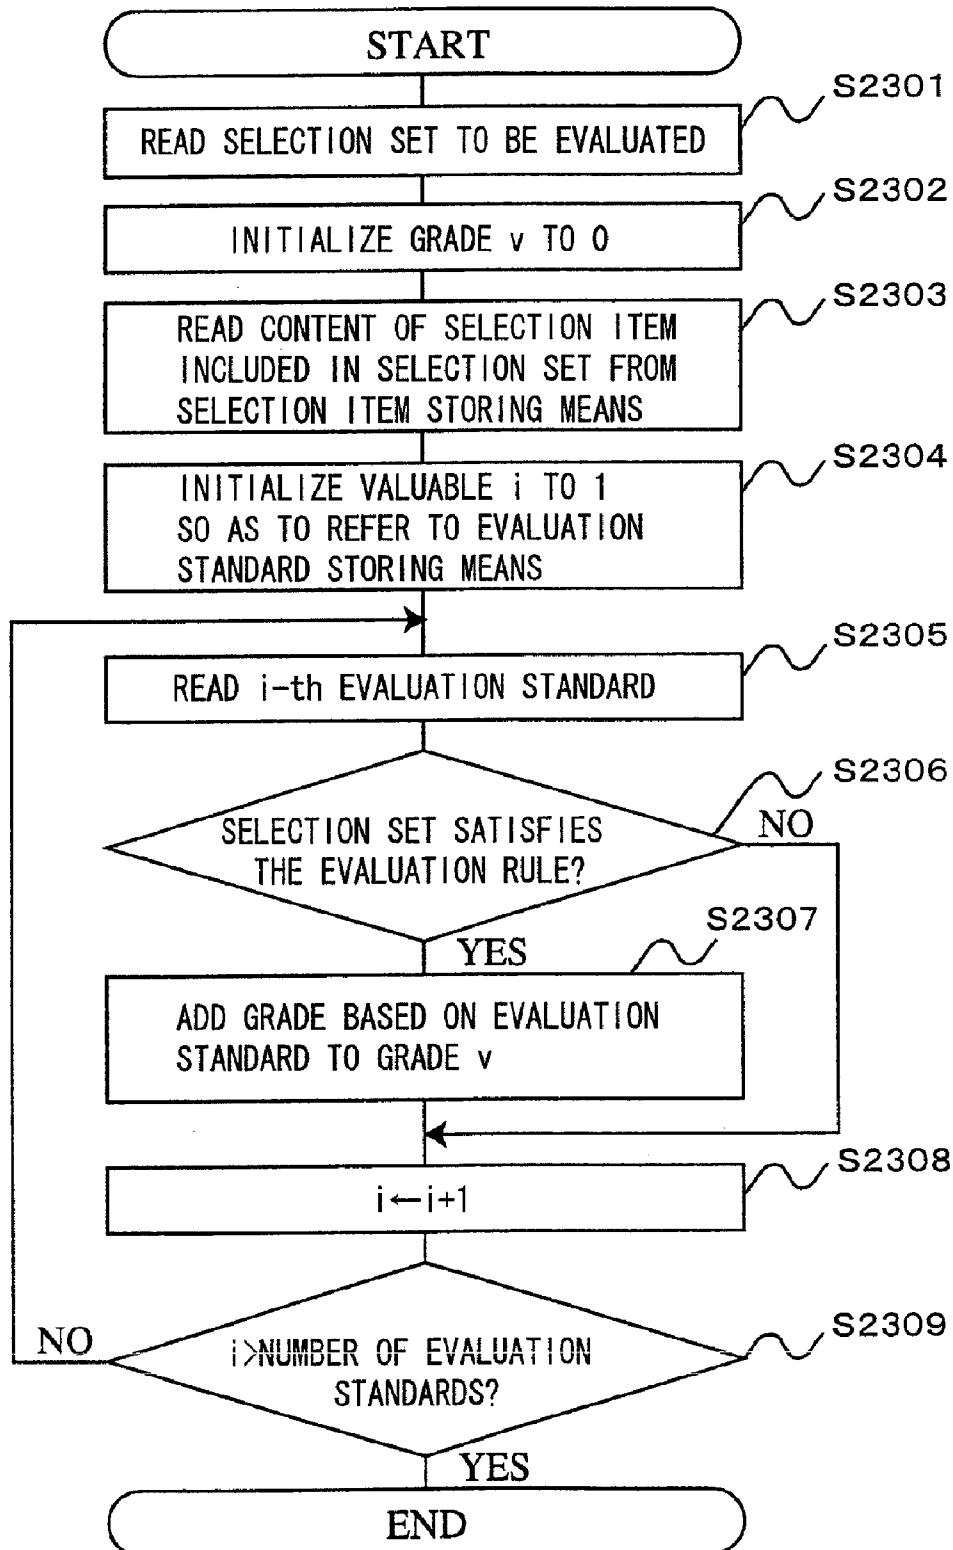 START
S2301
READ SELECTION SET TO BE EVALUATED
S2302
INITIALIZE GRADE v TO 0
S2303
READ CONTENT OF SELECTION ITEM
INCLUDED IN SELECTION SET FROM
SELECTION ITEM STORING MEANS
S2304
INITIALIZE VALUABLE i TO 1
SO AS TO REFER TO EVALUATION
STANDARD STORING MEANS
S2305
READ i-th EVALUATION STANDARD
S2306
SELECTION SET SATISFIES
THE EVALUATION RULE?
NO
YES
S2307
ADD GRADE BASED ON EVALUATION
STANDARD TO GRADE v
S2308
i←i+1
S2309
i>NUMBER OF EVALUATION
STANDARDS?
NO
YES
END